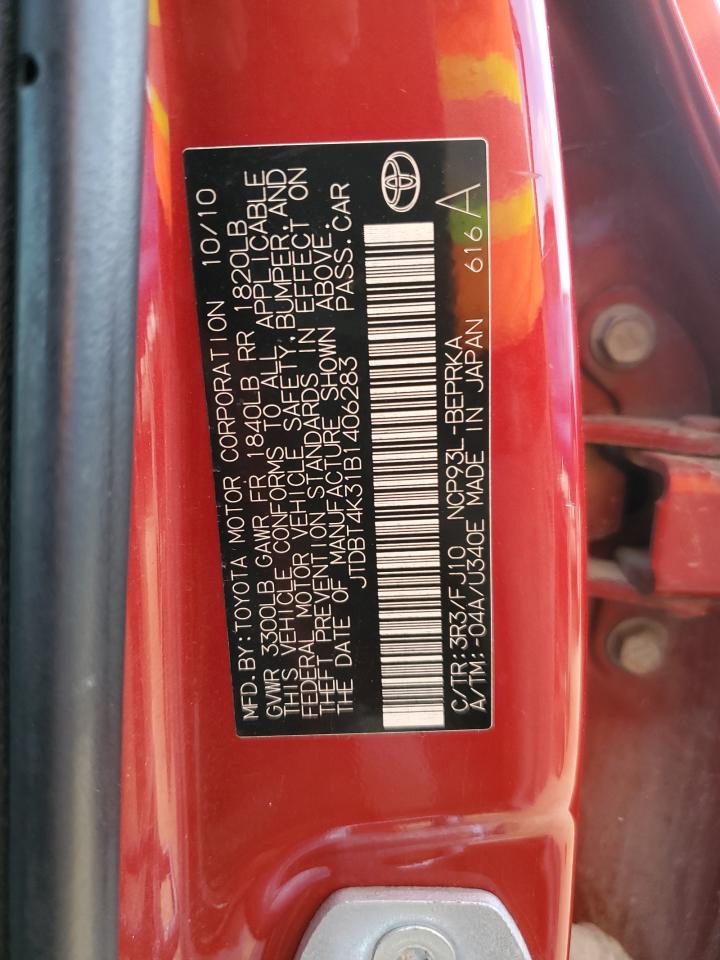 MFD.BY:TOYOTA MOTOR CORPORATION 10/10
GVWR 3300LB GAWR FR 1840LB RR 1820LB
THIS VEHICLE CONFORMS TO ALL APPLICABLE
FEDERAL MOTOR VEHICLE SAFETY,BUMPER,AND
THEFT PREVENTION STANDARDS IN EFFECT ON
THE DATE OF MANUFACTURE SHOWN ABOVE.
JTDBT4K31B1406283 PASS.CAR
C/TR:3R3/FJ10 NCP93L-BEPRKA
A/TM:-04A/U340E MADE IN JAPAN 616 A